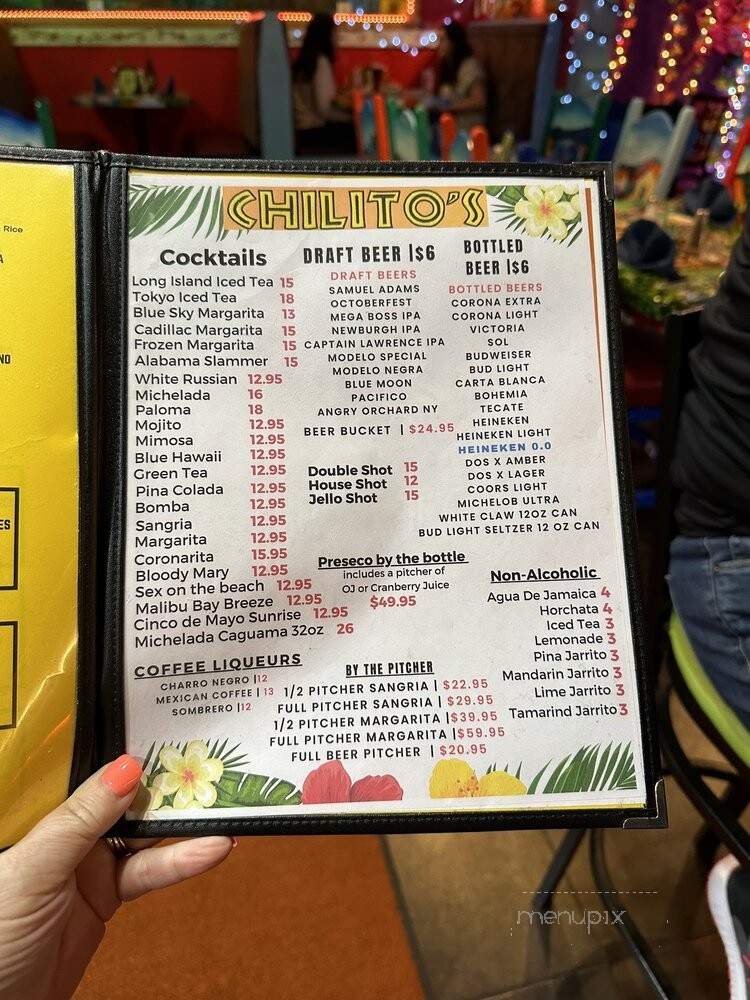 Rice
A
ND
ES
CHILITO'S
Cocktails
Long Island Iced Tea 15
Tokyo Iced Tea 18
Blue Sky Margarita 13
Cadillac Margarita 15
Frozen Margarita 15
Alabama Slammer 15
White Russian 12.95
Michelada 16
Paloma 18
Mojito 12.95
Mimosa 12.95
Blue Hawaii 12.95
Green Tea 12.95
Pina Colada 12.95
Bomba 12.95
Sangria 12.95
Margarita 12.95
Coronarita 15.95
Bloody Mary 12.95
Sex on the beach 12.95
Malibu Bay Breeze 12.95
Cinco de Mayo Sunrise 12.95
Michelada Caguama 32oz 26
COFFEE LIQUEURS
CHARRO NEGRO |12
MEXICAN COFFEE | 13
SOMBRERO |12
DRAFT BEER |$6
DRAFT BEERS
SAMUEL ADAMS
OCTOBERFEST
MEGA BOSS IPA
NEWBURGH IPA
CAPTAIN LAWRENCE IPA
MODELO SPECIAL
MODELO NEGRA
BLUE MOON
PACIFICO
ANGRY ORCHARD NY
BEER BUCKET | $24.95
Double Shot 15
House Shot 12
Jello Shot 15
Preseco by the bottle
includes a pitcher of
OJ or Cranberry Juice
$49.95
BY THE PITCHER
1/2 PITCHER SANGRIA | $22.95
FULL PITCHER SANGRIA | $29.95
1/2 PITCHER MARGARITA |$39.95
FULL PITCHER MARGARITA |$59.95
FULL BEER PITCHER | $20.95
BOTTLED
BEER |$6
BOTTLED BEERS
CORONA EXTRA
CORONA LIGHT
VICTORIA
SOL
BUDWEISER
BUD LIGHT
CARTA BLANCA
BOHEMIA
TECATE
HEINEKEN
HEINEKEN LIGHT
HEINEKEN 0.0
DOS X AMBER
DOS X LAGER
COORS LIGHT
MICHELOB ULTRA
WHITE CLAW 12OZ CAN
BUD LIGHT SELTZER 12 OZ CAN
Non-Alcoholic
Agua De Jamaica 4
Horchata 4
Iced Tea 3
Lemonade 3
Pina Jarrito 3
Mandarin Jarrito 3
Lime Jarrito 3
Tamarind Jarrito 3
menupix